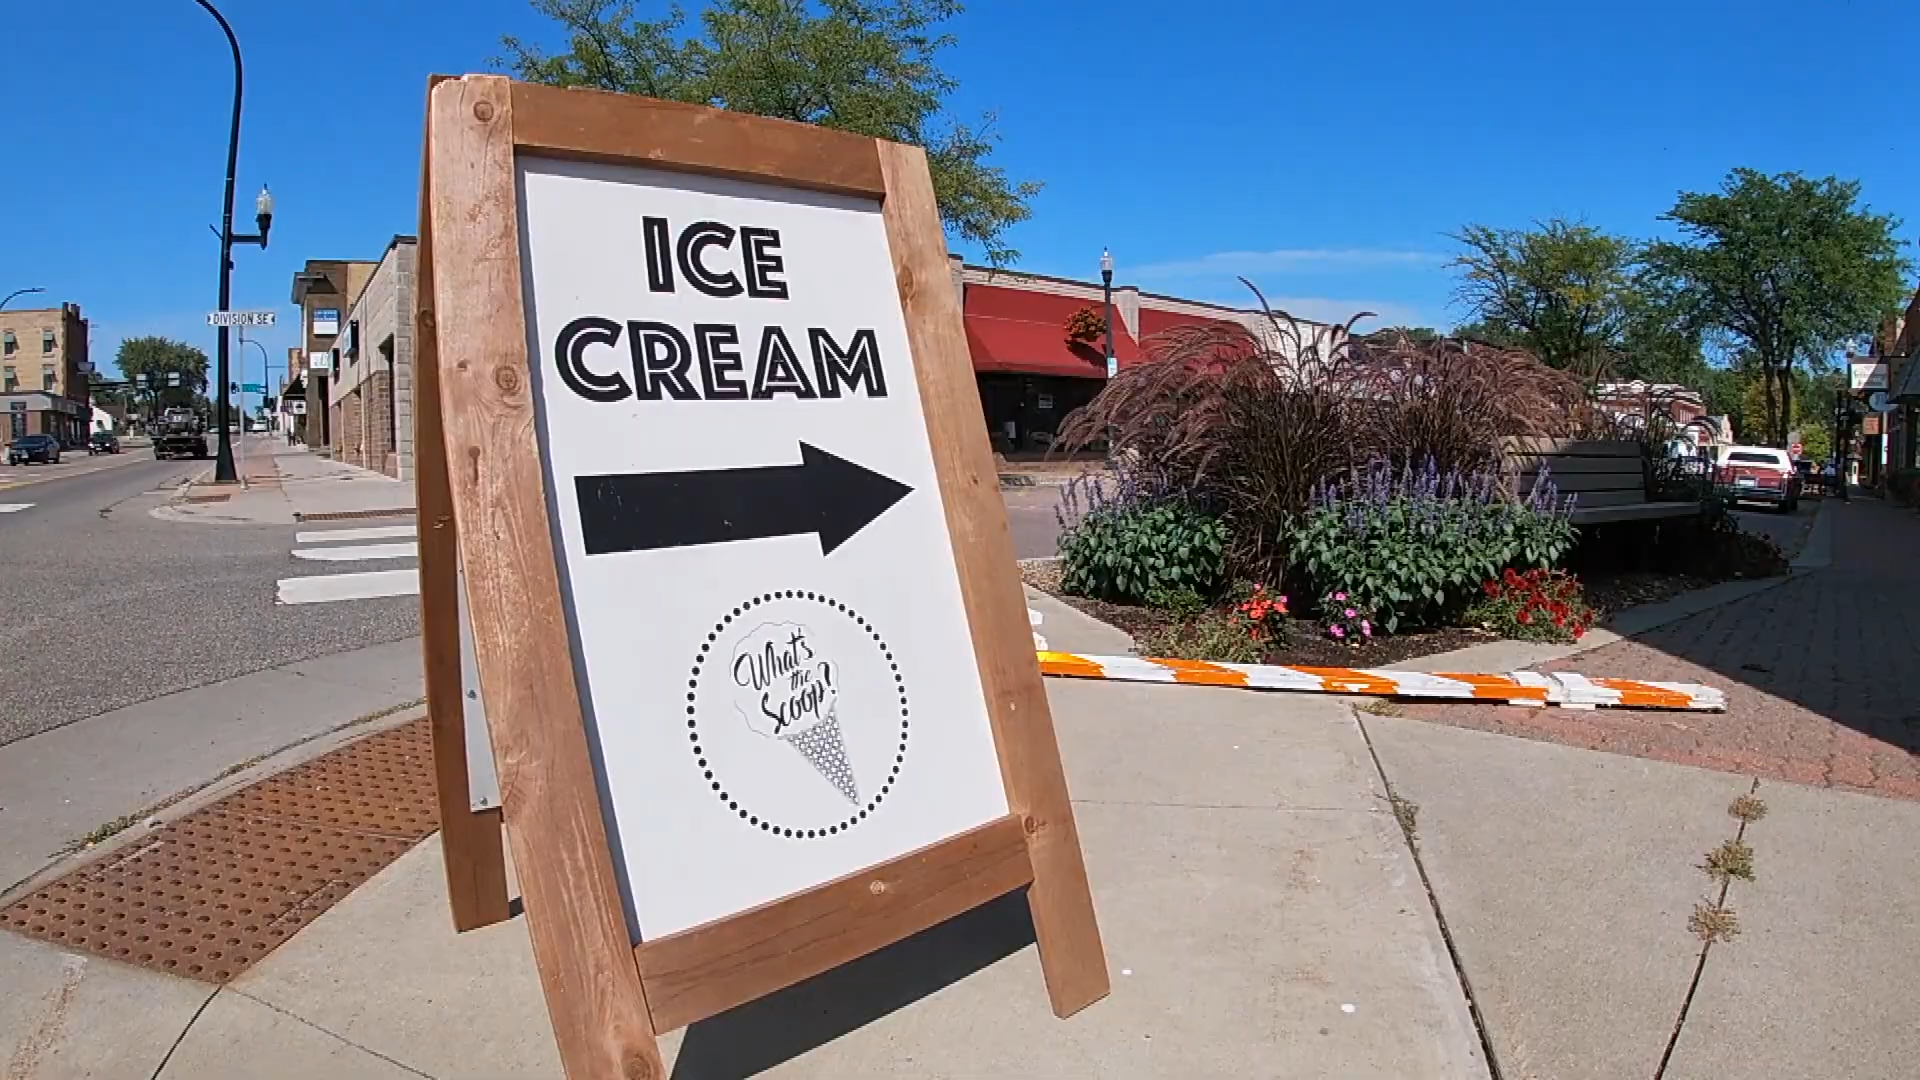 ICE
CREAM
What's
the
Scoop?
DIVISION SE